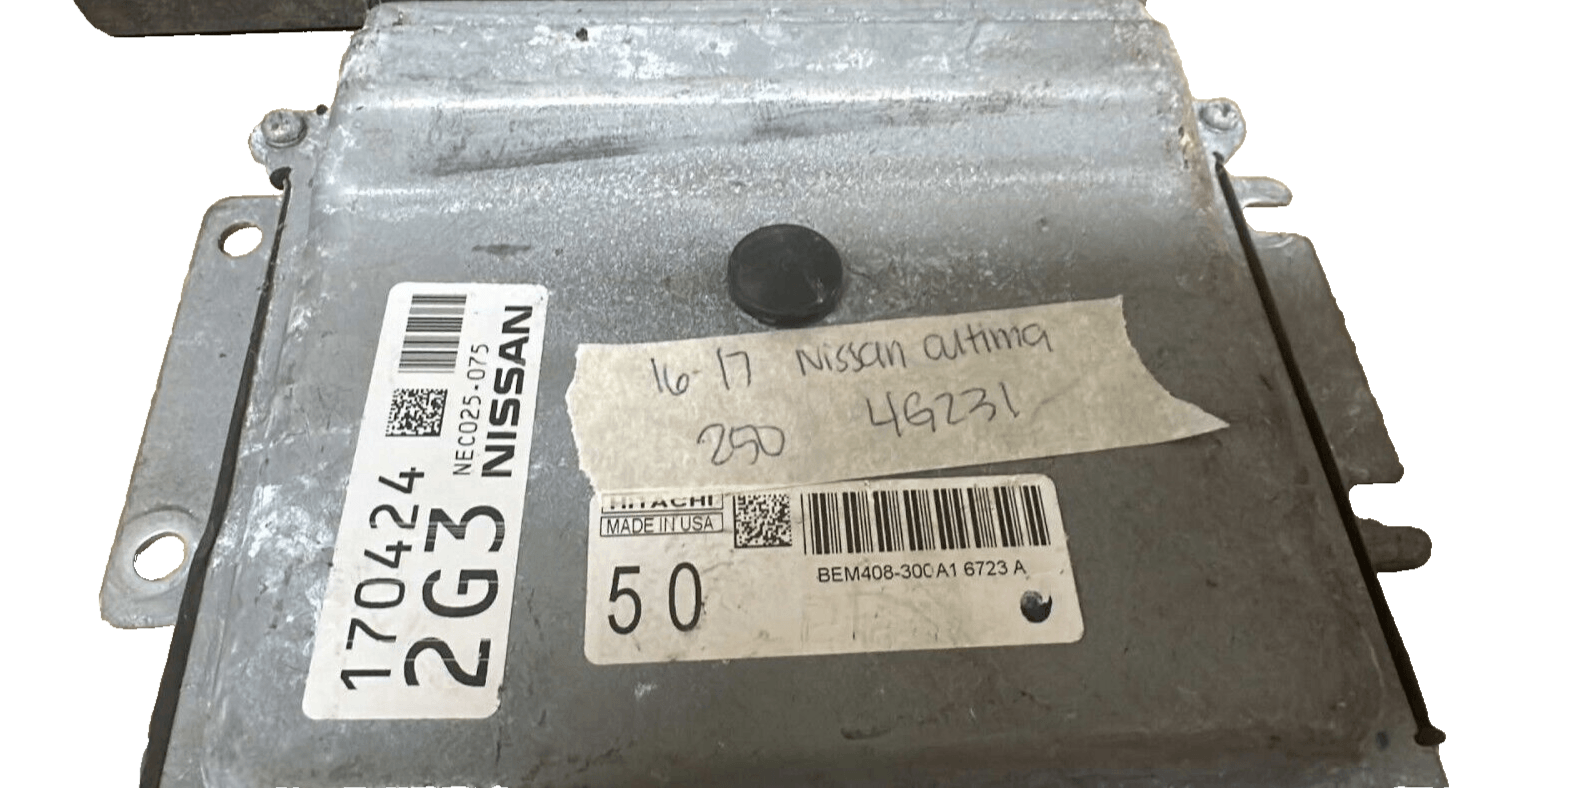 170424
2G3
NEC025-075
NISSAN
16-17 Nissan altima
250 4G231
HITACHI
MADE IN USA
50
BEM408-300 A1 6723 A